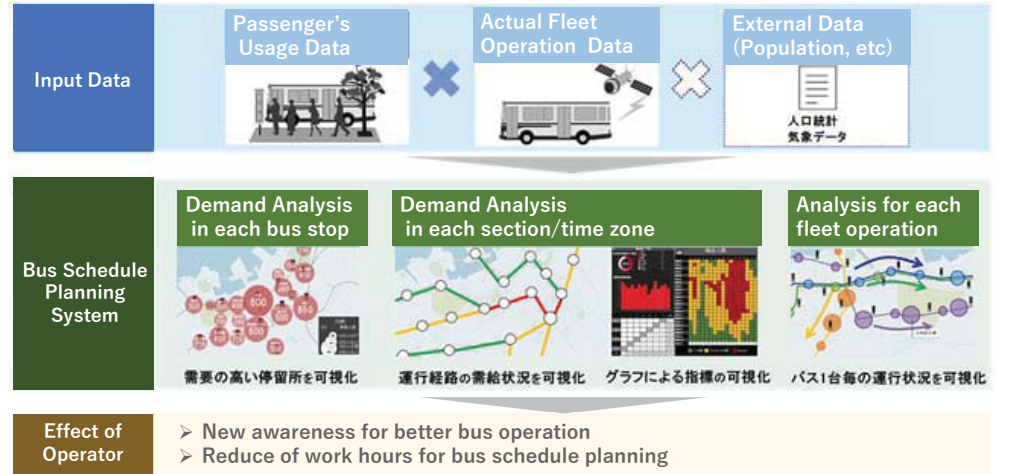 Passenger's
Usage Data
Actual Fleet
Operation Data
External Data
(Population, etc)
Input Data
人口統計
気象データ
Demand Analysis
in each bus stop
Demand Analysis
in each section/time zone
Analysis for each
fleet operation
Bus Schedule
Planning
System
800
600
需要の高い停留所を可視化
運行経路の需給状況を可視化
グラフによる指標の可視化
バス1台毎の運行状況を可視化
Effect of
Operator
➢ New awareness for better bus operation
➢ Reduce of work hours for bus schedule planning